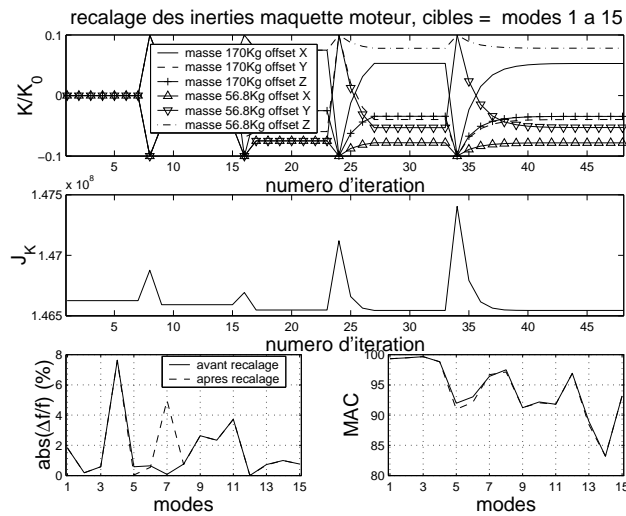 recalage des inerties maquette moteur, cibles = modes 1 a 15
0.1
0
−0.1
K/K0
masse 170Kg offset X
masse 170Kg offset Y
masse 170Kg offset Z
masse 56.8Kg offset X
masse 56.8Kg offset Y
masse 56.8Kg offset Z
5 10 15 20 25 30 35 40 45
numero d'iteration
x 10^8
1.475
1.47
1.465
JK
5 10 15 20 25 30 35 40 45
numero d'iteration
8
6
4
2
0
abs(Δf/f) (%)
avant recalage
apres recalage
1 3 5 7 9 11 13 15
modes
100
95
90
85
80
MAC
1 3 5 7 9 11 13 15
modes